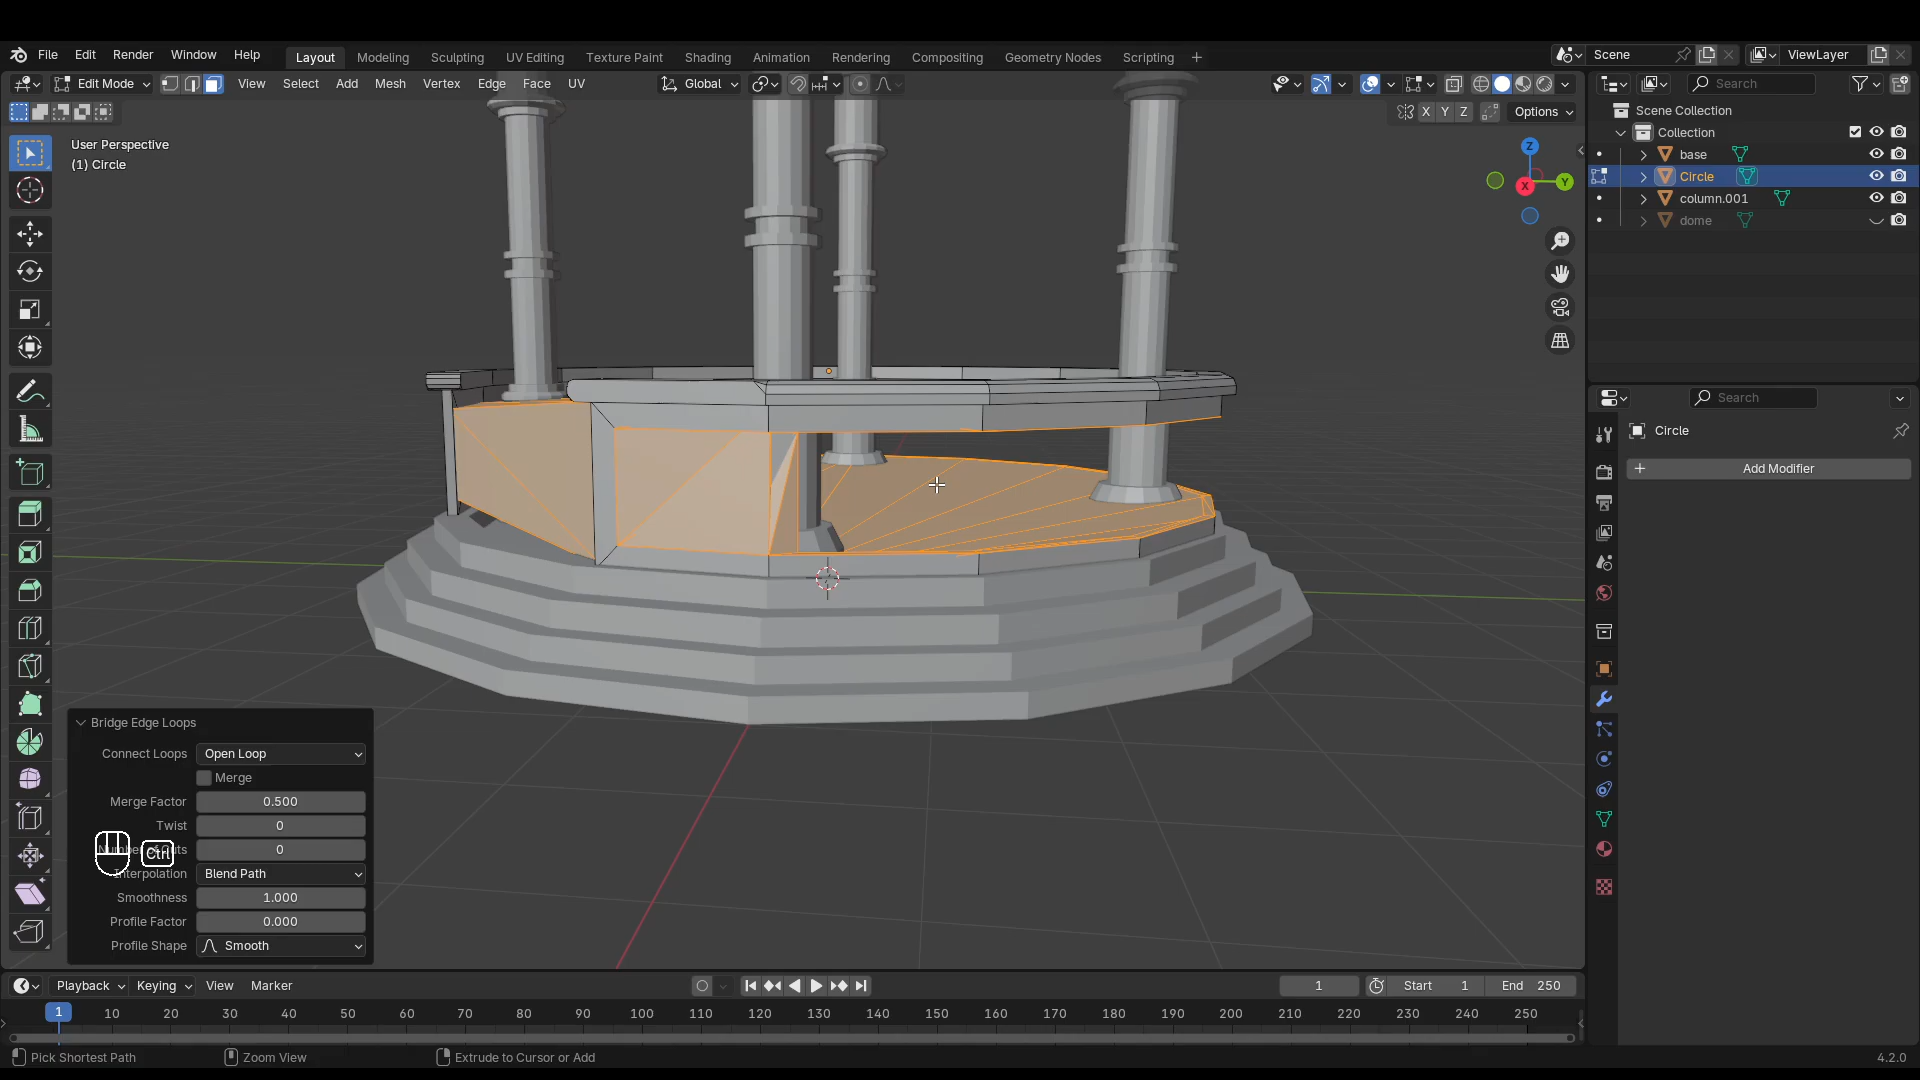 File Edit Render Window Help Layout Modeling Sculpting UV Editing Texture Paint Shading Animation Rendering Compositing Geometry Nodes Scripting + Scene ViewLayer
Edit Mode View Select Add Mesh Vertex Edge Face UV Global Search
X Y Z Options
User Perspective
(1) Circle
Scene Collection
Collection
base
Circle
column.001
dome
Z
Y
X
Search
Circle
+ Add Modifier
Bridge Edge Loops
Connect Loops Open Loop
Merge
Merge Factor 0.500
Twist 0
0
Ctrl
Interpolation Blend Path
Smoothness 1.000
Profile Factor 0.000
Profile Shape Smooth
Playback Keying View Marker 1 Start 1 End 250
1 10 20 30 40 50 60 70 80 90 100 110 120 130 140 150 160 170 180 190 200 210 220 230 240 250
Pick Shortest Path Zoom View Extrude to Cursor or Add 4.2.0